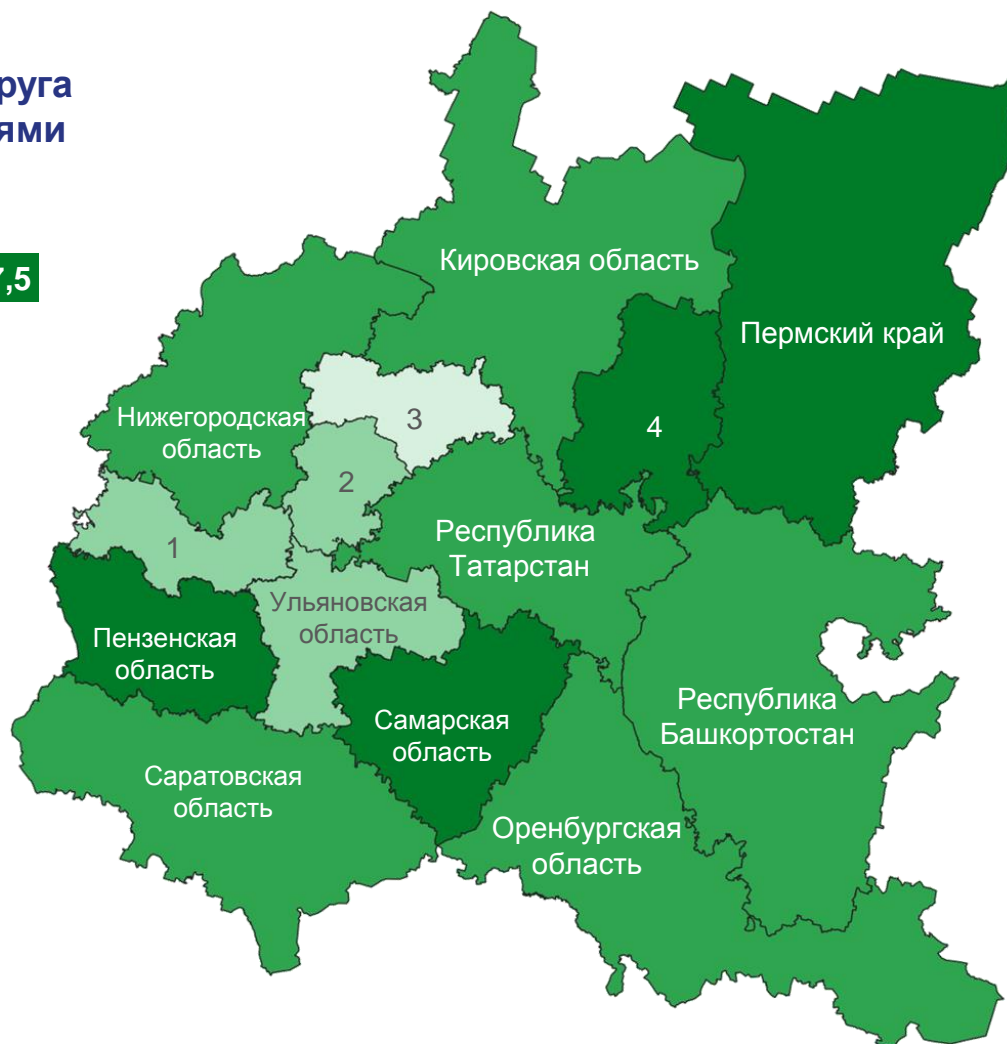 руга
ями
7,5
Кировская область
Пермский край
Нижегородская
область
3
4
2
Республика
Татарстан
1
Ульяновская
область
Пензенская
область
Республика
Башкортостан
Самарская
область
Саратовская
область
Оренбургская
область